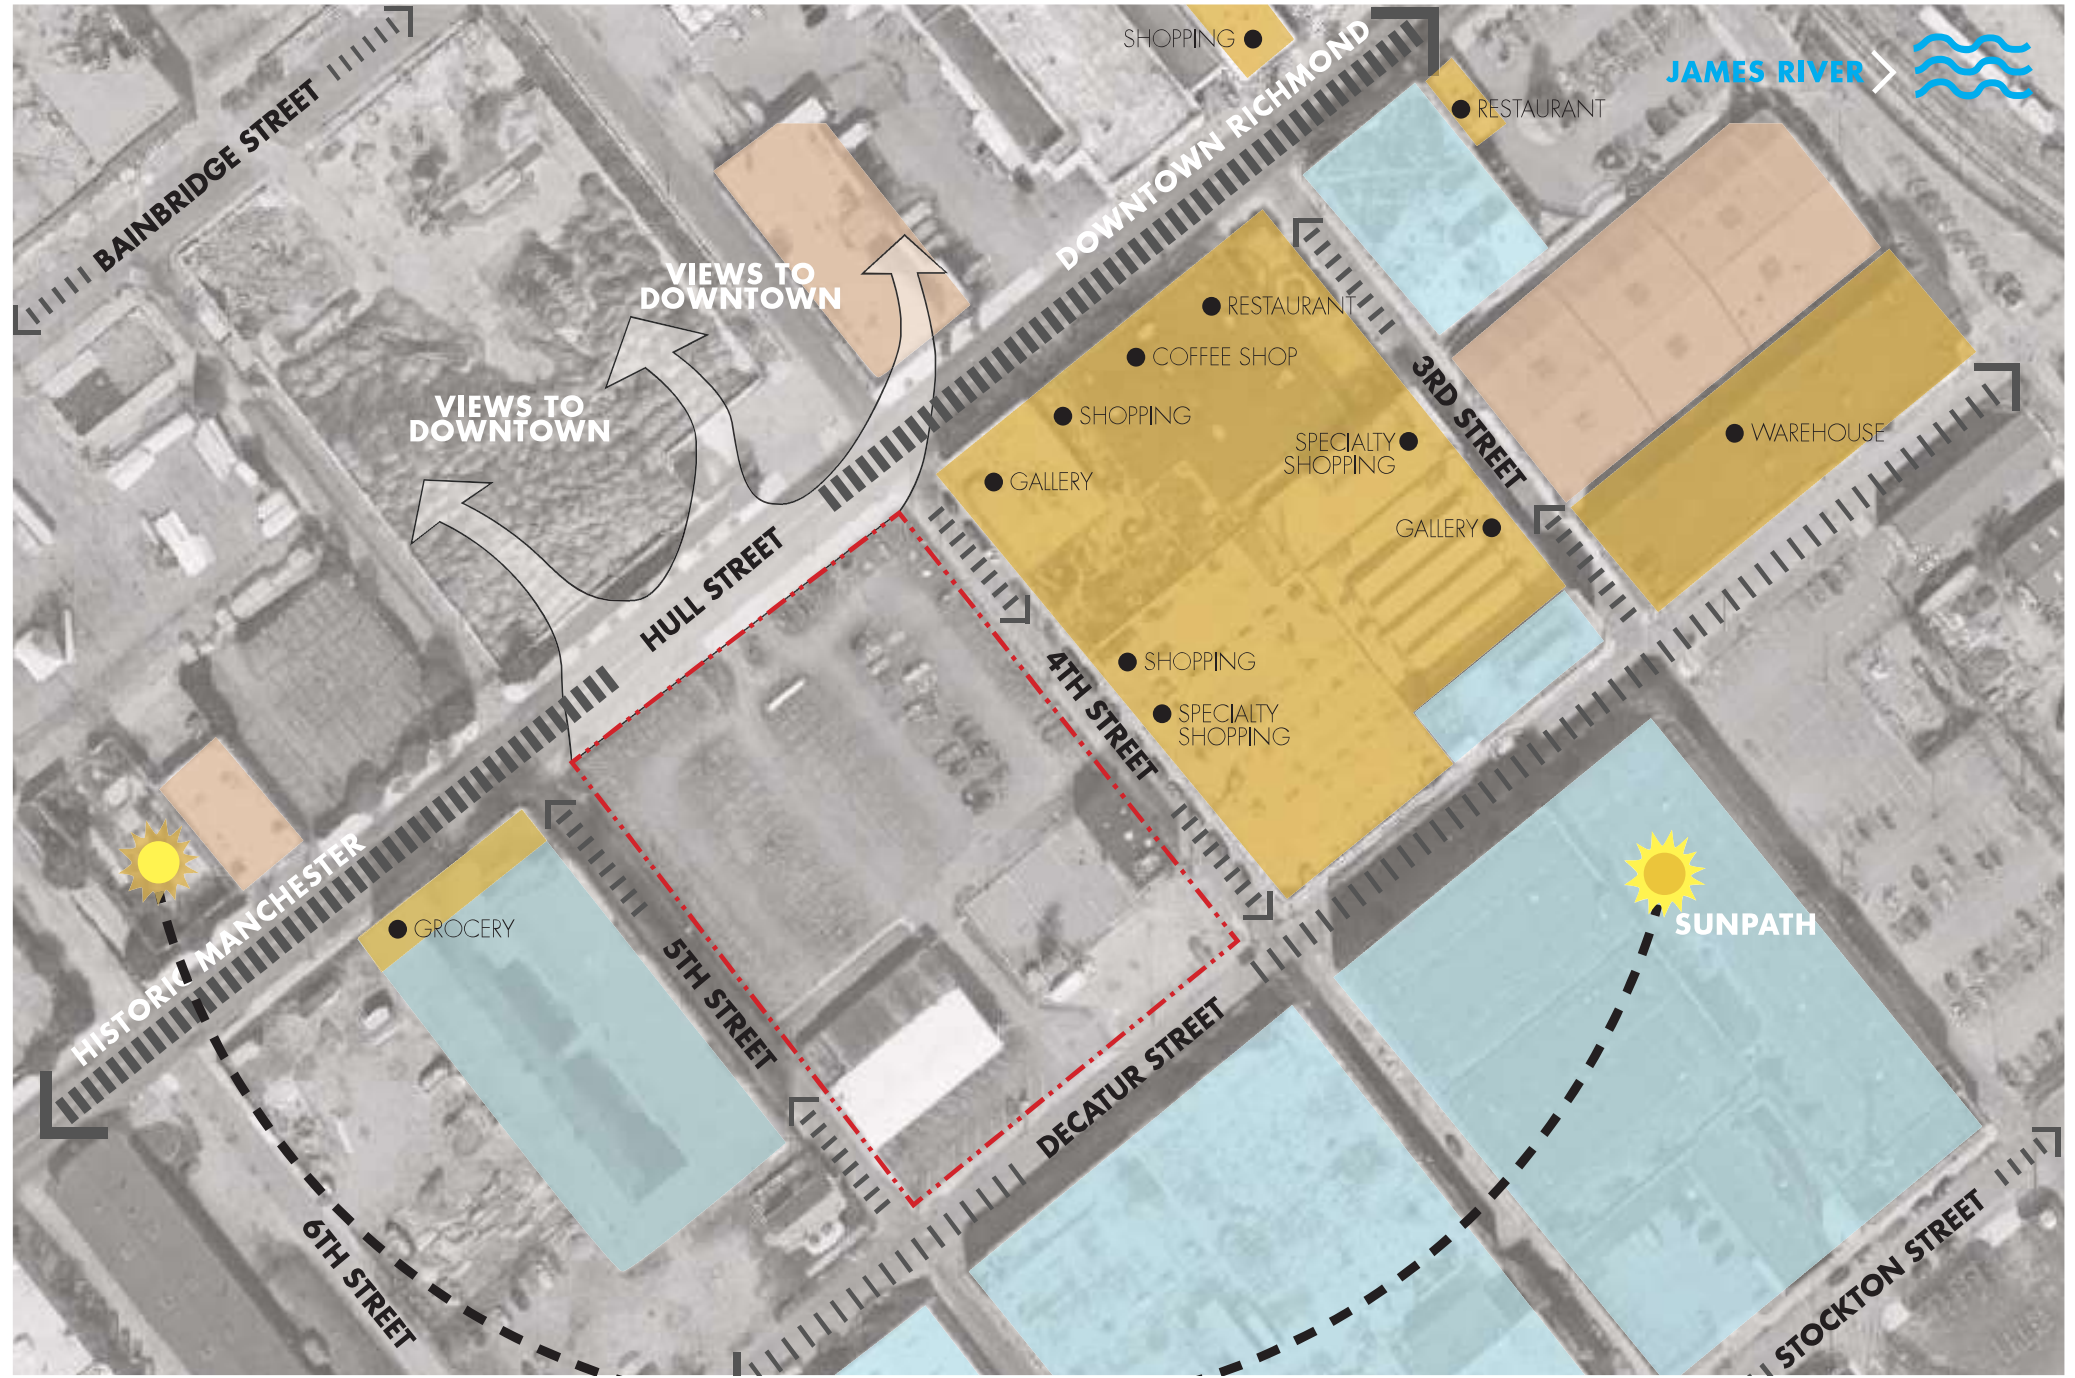 SHOPPING
JAMES RIVER
RESTAURANT
BAINBRIDGE STREET
DOWNTOWN RICHMOND
VIEWS TO
DOWNTOWN
RESTAURANT
COFFEE SHOP
SHOPPING
VIEWS TO
DOWNTOWN
3RD STREET
SPECIALTY
SHOPPING
WAREHOUSE
GALLERY
GALLERY
HULL STREET
SHOPPING
4TH STREET
SPECIALTY
SHOPPING
HISTORIC MANCHESTER
GROCERY
SUNPATH
5TH STREET
DECATUR STREET
6TH STREET
STOCKTON STREET